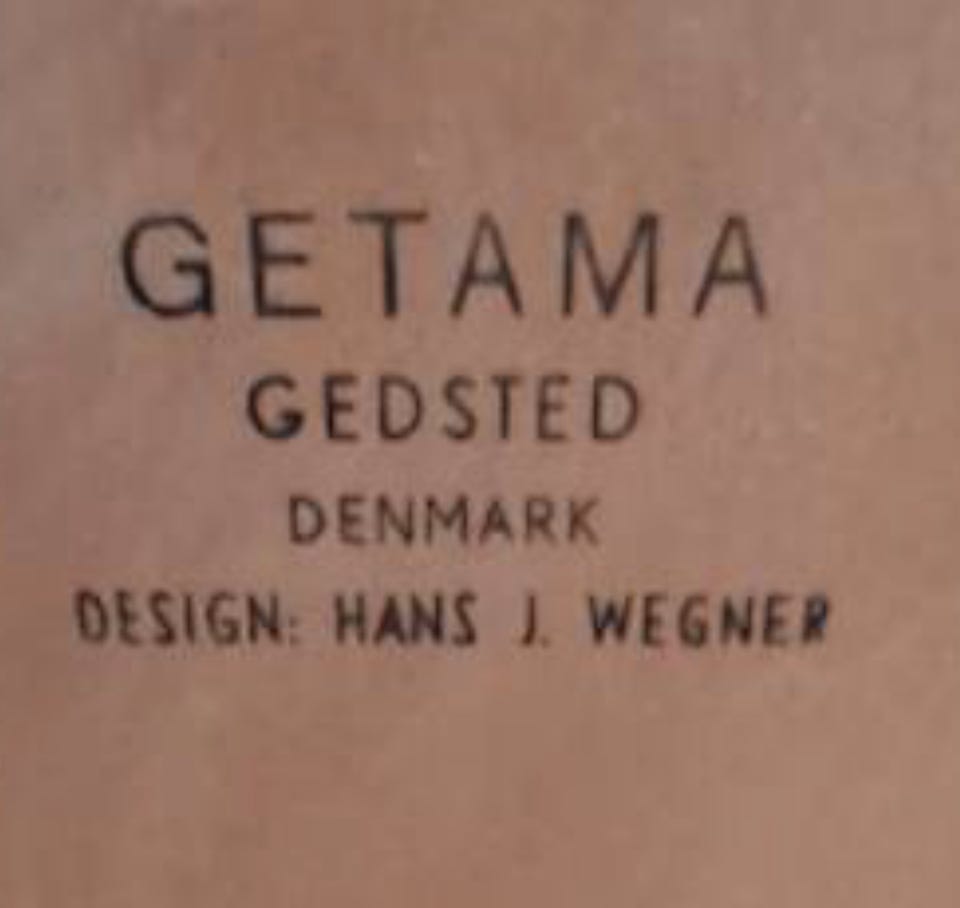 GETAMA
GEDSTED
DENMARK
DESIGN: HANS J. WEGNER